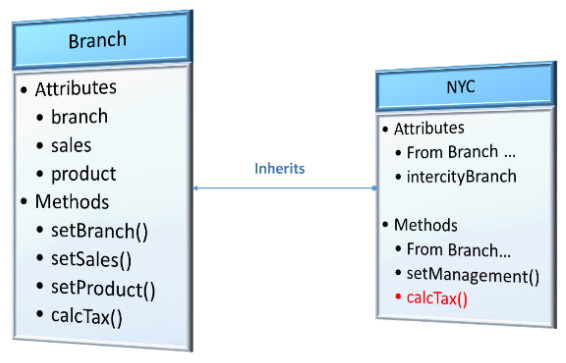 Branch
• Attributes
• branch
• sales
• product
• Methods
• setBranch()
• setSales()
• setProduct()
• calcTax()
Inherits
NYC
• Attributes
• From Branch ...
• intercityBranch
• Methods
• From Branch...
• setManagement()
• calcTax()